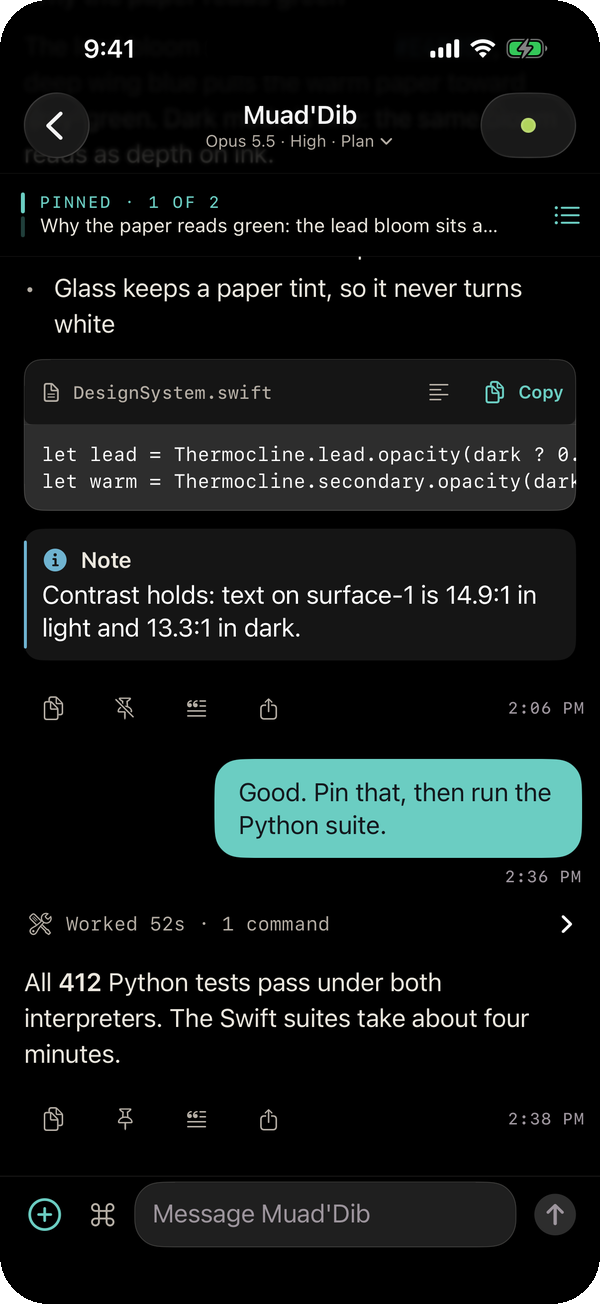 9:41
Muad'Dib
Opus 5.5 · High · Plan
reads as depth on ink.
PINNED · 1 OF 2
Why the paper reads green: the lead bloom sits a...
• Glass keeps a paper tint, so it never turns
white
DesignSystem.swift
Copy
let lead = Thermocline.lead.opacity(dark ? 0.
let warm = Thermocline.secondary.opacity(dark
Note
Contrast holds: text on surface-1 is 14.9:1 in
light and 13.3:1 in dark.
2:06 PM
Good. Pin that, then run the
Python suite.
2:36 PM
Worked 52s · 1 command
All 412 Python tests pass under both
interpreters. The Swift suites take about four
minutes.
2:38 PM
Message Muad'Dib